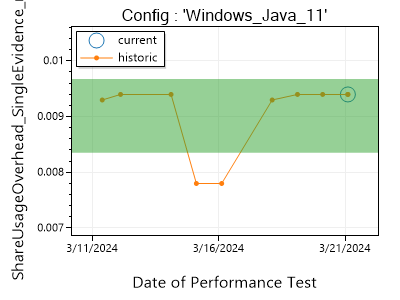 Config : 'Windows_Java_11'
current
historic
0.01
0.009
0.008
0.007
3/11/2024
3/16/2024
3/21/2024
Date of Performance Test
ShareUsageOverhead_SingleEvidence_